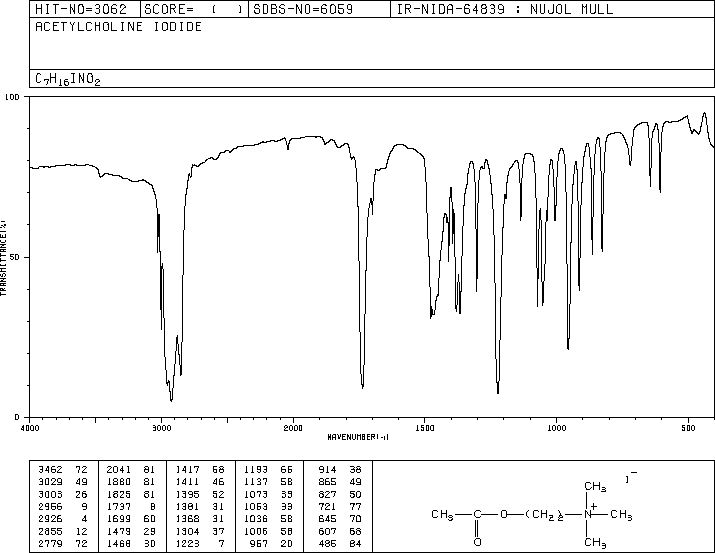 HIT-NO=3062 SCORE= ( ) SDBS-NO=6059 IR-NIDA-64839 : NUJOL MULL
ACETYLCHOLINE IODIDE
C7H16INO2
100
50
0
TRANSMITTANCE(%)
4000 3000 2000 1500 1000 500
WAVENUMBER(-1)
3462 72 2041 81 1417 68 1193 66 914 38
3029 49 1880 81 1411 46 1137 58 865 49
3003 26 1825 81 1395 52 1073 33 827 50
2956 9 1737 8 1381 31 1053 33 721 77
2926 4 1699 60 1368 31 1036 58 645 70
2855 12 1479 29 1304 37 1006 58 607 68
2779 72 1468 30 1223 7 957 20 486 84
I−
CH3
CH3—C—O—(CH2)2—N+—CH3
O
CH3